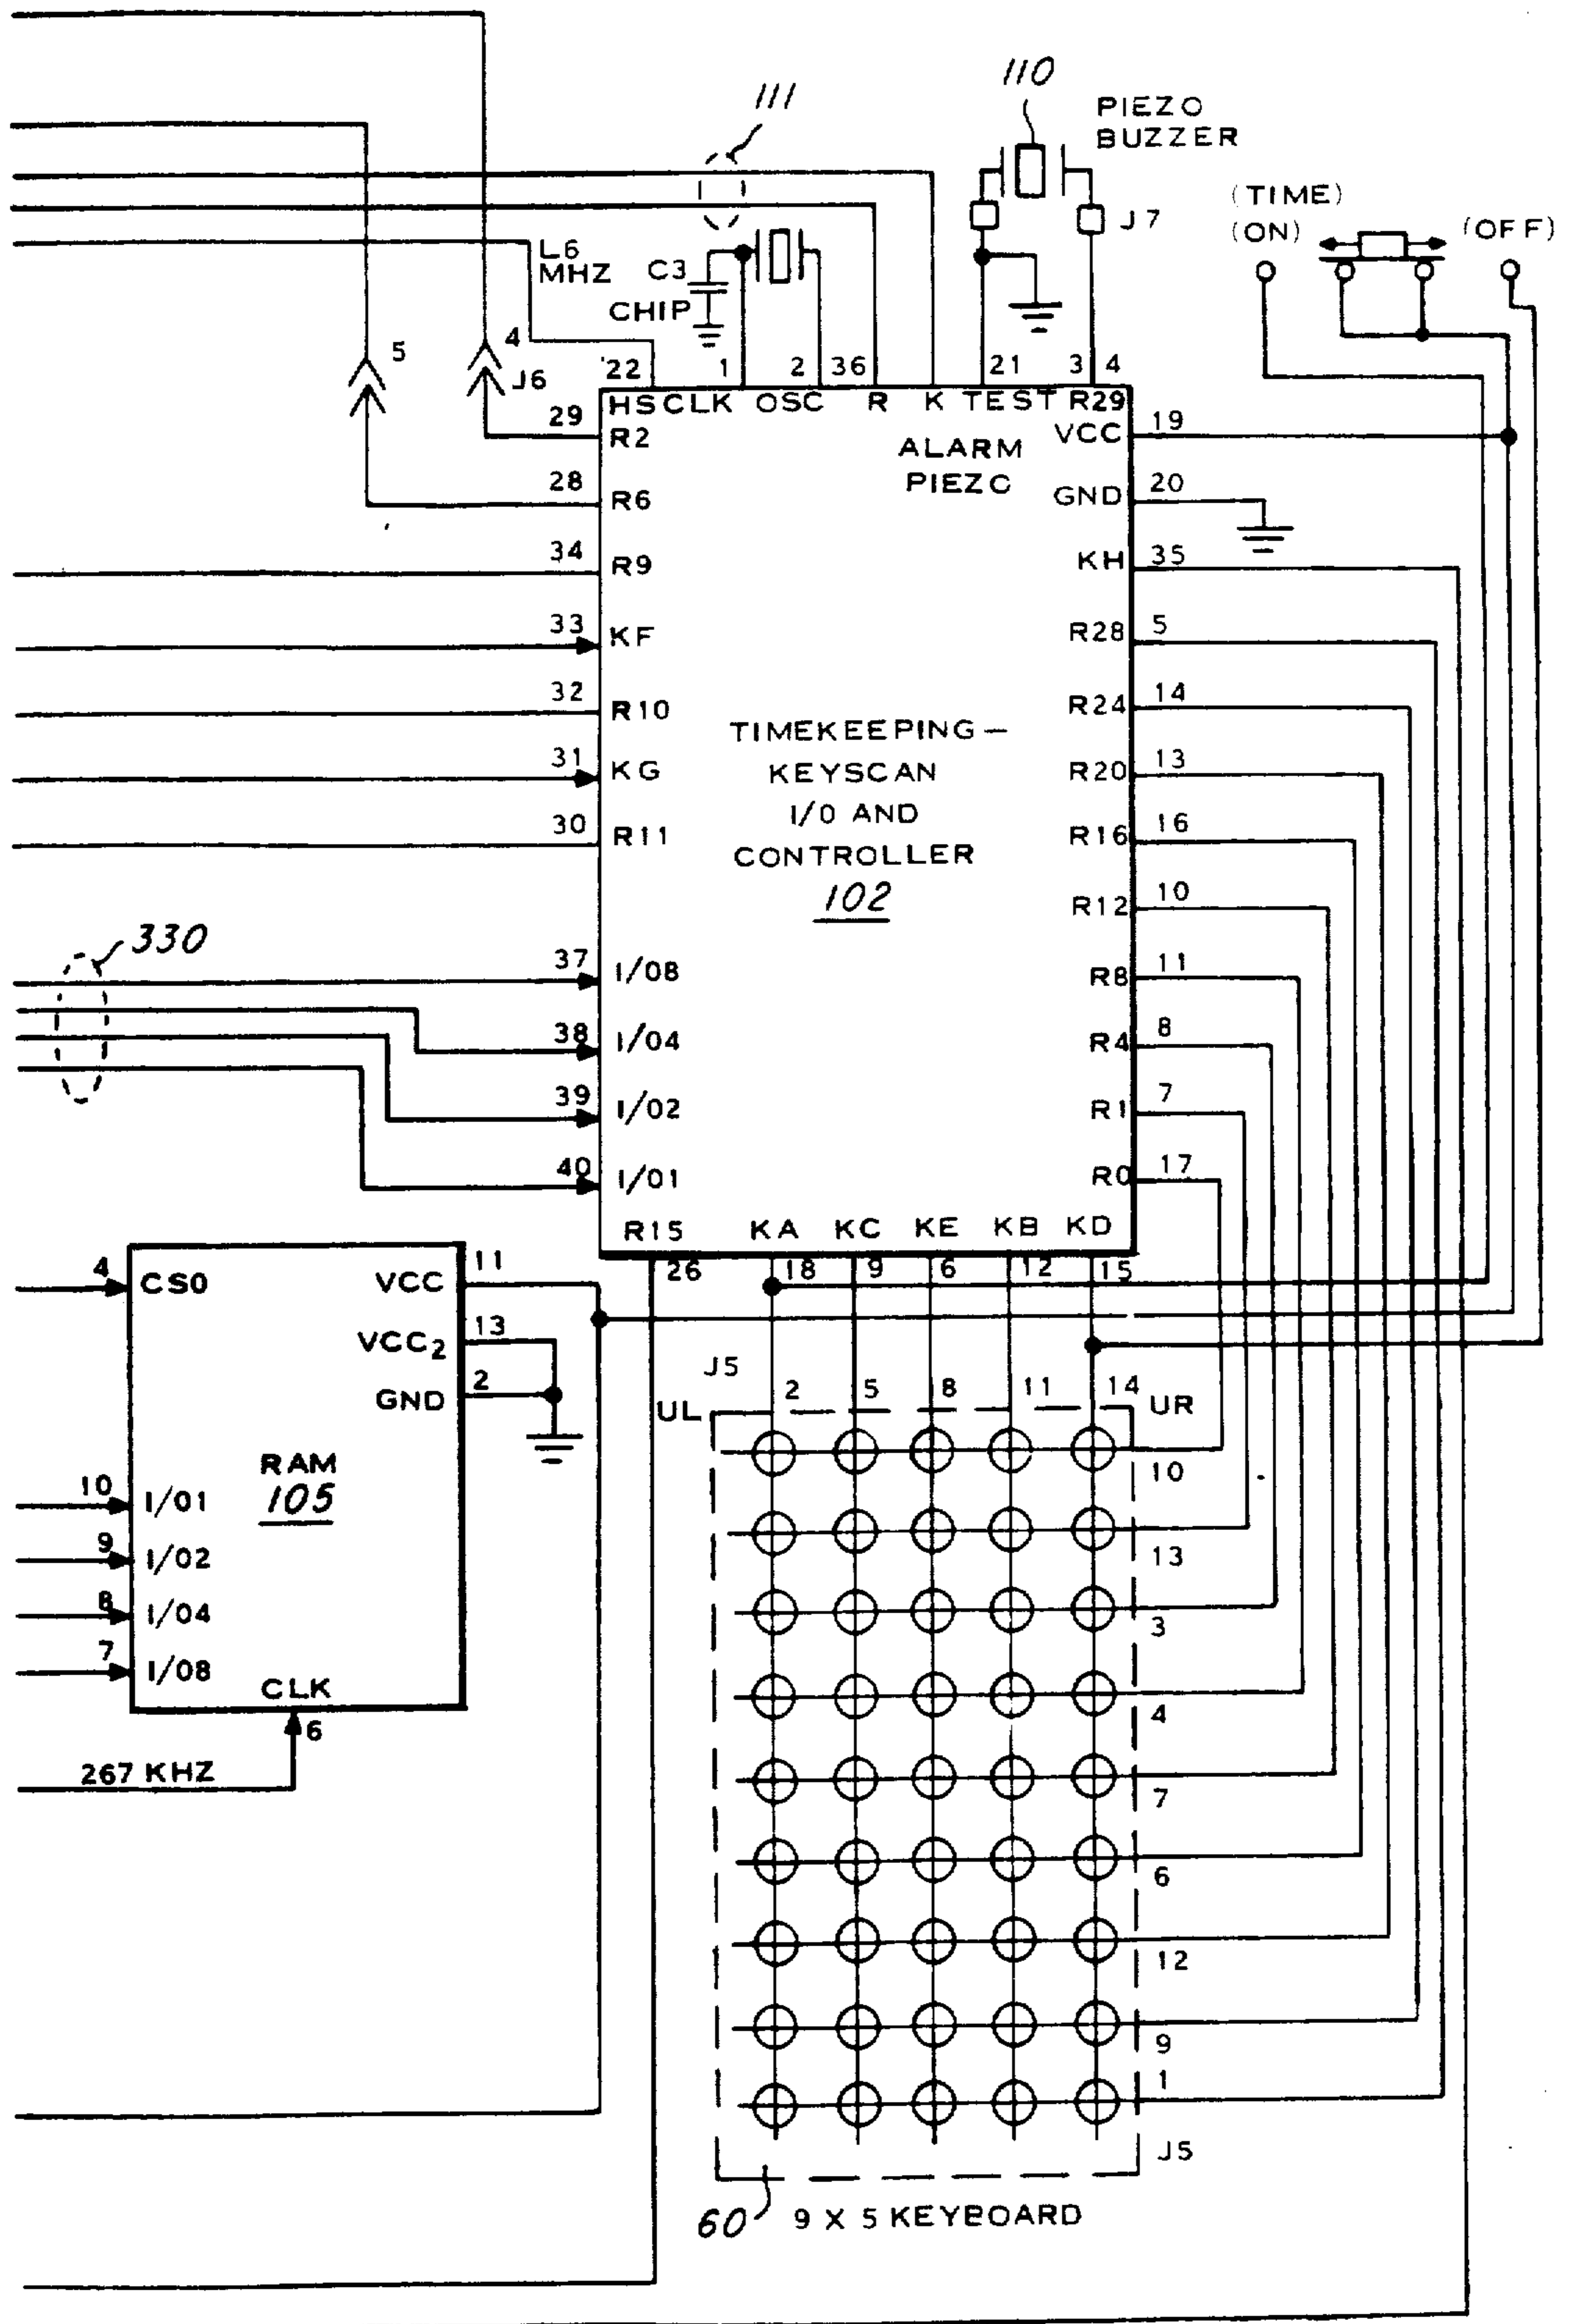 110
111
PIEZO
BUZZER
J7
(TIME)
(ON)
(OFF)
L6
MHZ
C3
CHIP
5
4
J6
22
1
2
36
21
3
4
HS
CLK
OSC
R
K
TEST
R29
29
R2
ALARM
PIEZO
VCC
19
28
R6
GND
20
34
R9
KH
35
33
KF
R28
5
32
R10
R24
14
31
KG
R20
13
30
R11
R16
16
TIMEKEEPING –
KEYSCAN
I/O AND
CONTROLLER
102
R12
10
330
37
I/08
R8
11
38
I/04
R4
8
39
I/02
R1
7
40
I/01
R0
17
R15
KA
KC
KE
KB
KD
26
18
9
6
12
15
4
CS0
VCC
11
VCC2
13
GND
2
RAM
105
10
I/01
9
I/02
8
I/04
7
I/08
CLK
6
267 KHZ
J5
UL
2
5
8
11
14
UR
10
13
3
4
7
6
12
9
1
J5
60
9 X 5 KEYBOARD